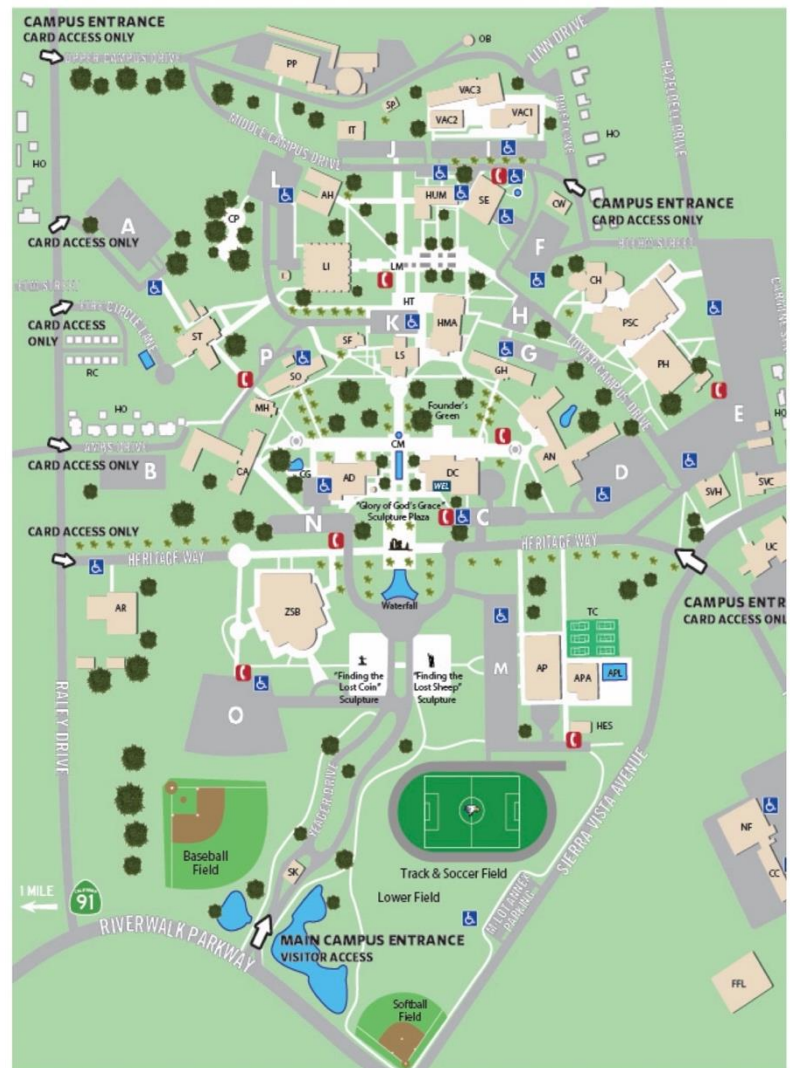 CAMPUS ENTRANCE
CARD ACCESS ONLY
UPPER CAMPUS DRIVE
OB
LINN DRIVE
HAZELDELL DRIVE
PP
VAC3
SP
VAC2
VAC1
IT
HO
MIDDLE CAMPUS DRIVE
J
I
HO
L
AH
HUM
SE
CW
CAMPUS ENTRANCE
CARD ACCESS ONLY
A
CP
F
CARD ACCESS ONLY
LI
LM
CH
HT
K
H
CARD ACCESS
ONLY
ST
SF
HMA
PSC
RC
P
LS
G
LOWER CAMPUS DRIVE
SO
GH
PH
HO
MH
Founder's
Green
E
HO
CM
CARD ACCESS ONLY
B
CA
CG
AD
DC
AN
D
WEL
SVH
SVC
"Glory of God's Grace"
Sculpture Plaza
N
C
CARD ACCESS ONLY
HERITAGE WAY
HERITAGE WAY
UC
AR
ZSB
Waterfall
CAMPUS ENTR
CARD ACCESS ONL
TC
M
AP
APA
APL
"Finding the
Lost Coin"
Sculpture
"Finding the
Lost Sheep"
Sculpture
O
HES
RALEY DRIVE
YEAGER DRIVE
SIERRA VISTA AVENUE
Baseball
Field
NF
SK
Track & Soccer Field
CC
1 MILE
CALIFORNIA
91
Lower Field
PARKING
RIVERWALK PARKWAY
MAIN CAMPUS ENTRANCE
VISITOR ACCESS
FFL
Softball
Field